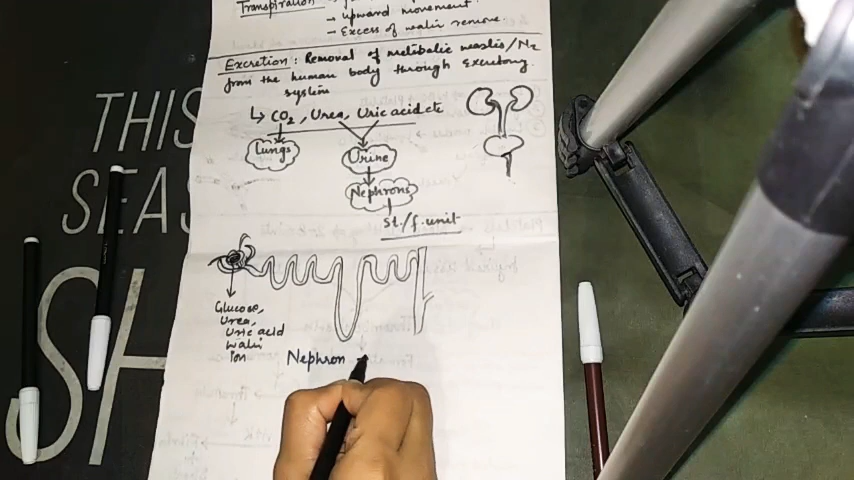 Transpiration
→ upward movement
- Excess of water remove.
Excretion : Removal of metibalic wastes/N₂
from the human body through Excretory
system
↳ CO₂, Urea, Uric acid etc
Lungs
Urine
Nephrons
St./f. unit
Glucose,
Urea,
Uric acid
water
Ion
Nephron
THIS
SEAS
SH